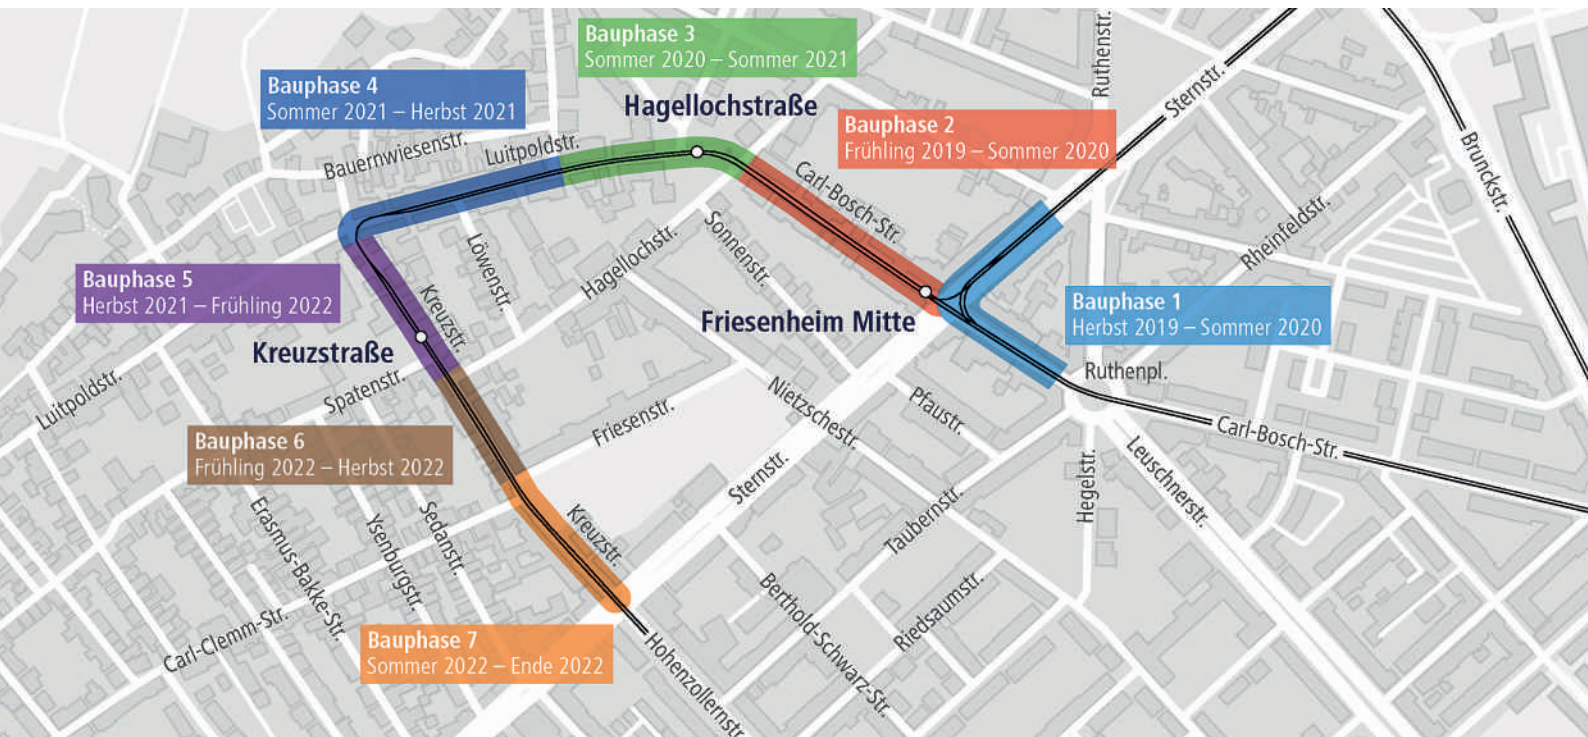 Bauphase 3
Sommer 2020 – Sommer 2021
Bauphase 4
Sommer 2021 – Herbst 2021
Hagellochstraße
Bauphase 2
Frühling 2019 – Sommer 2020
Ruthenstr.
Sternstr.
Brunckstr.
Bauernwiesenstr.
Luitpoldstr.
Carl-Bosch-Str.
Rheinfeldstr.
Sonnenstr.
Hagellochstr.
Löwenstr.
Bauphase 5
Herbst 2021 – Frühling 2022
Kreuzstr.
Kreuzstraße
Friesenheim Mitte
Bauphase 1
Herbst 2019 – Sommer 2020
Ruthenpl.
Luitpoldstr.
Spatenstr.
Friesenstr.
Nietzschestr.
Pfaustr.
Carl-Bosch-Str.
Bauphase 6
Frühling 2022 – Herbst 2022
Sternstr.
Hegelstr.
Leuschnerstr.
Erasmus-Bakke-Str.
Ysenburgstr.
Sedanstr.
Kreuzstr.
Taubernstr.
Berthold-Schwarz-Str.
Riedsaumstr.
Carl-Clemm-Str.
Bauphase 7
Sommer 2022 – Ende 2022
Hohenzollernstr.